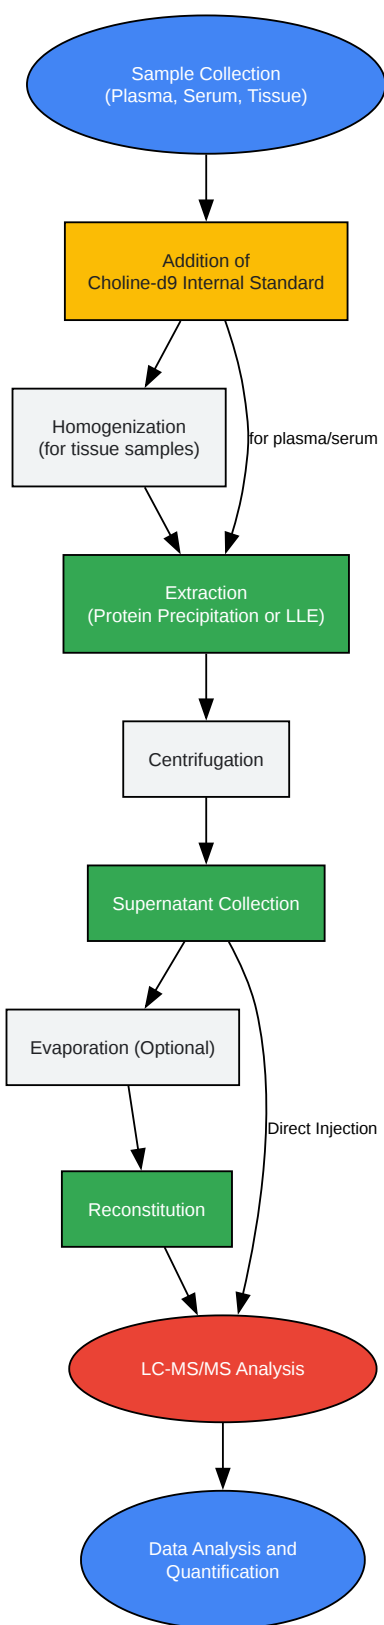 Sample Collection
(Plasma, Serum, Tissue)
Addition of
Choline-d9 Internal Standard
Homogenization
(for tissue samples)
for plasma/serum
Extraction
(Protein Precipitation or LLE)
Centrifugation
Supernatant Collection
Evaporation (Optional)
Direct Injection
Reconstitution
LC-MS/MS Analysis
Data Analysis and
Quantification